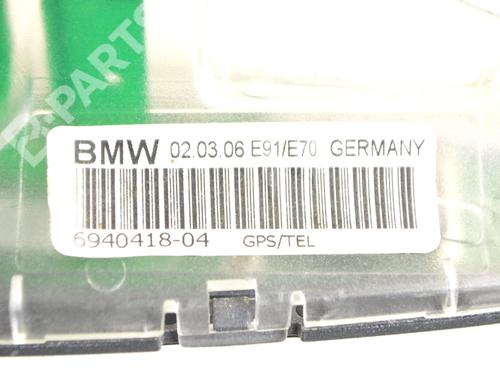 B-PARTS
BMW 02.03.06 E91/E70 GERMANY
6940418-04 GPS/TEL